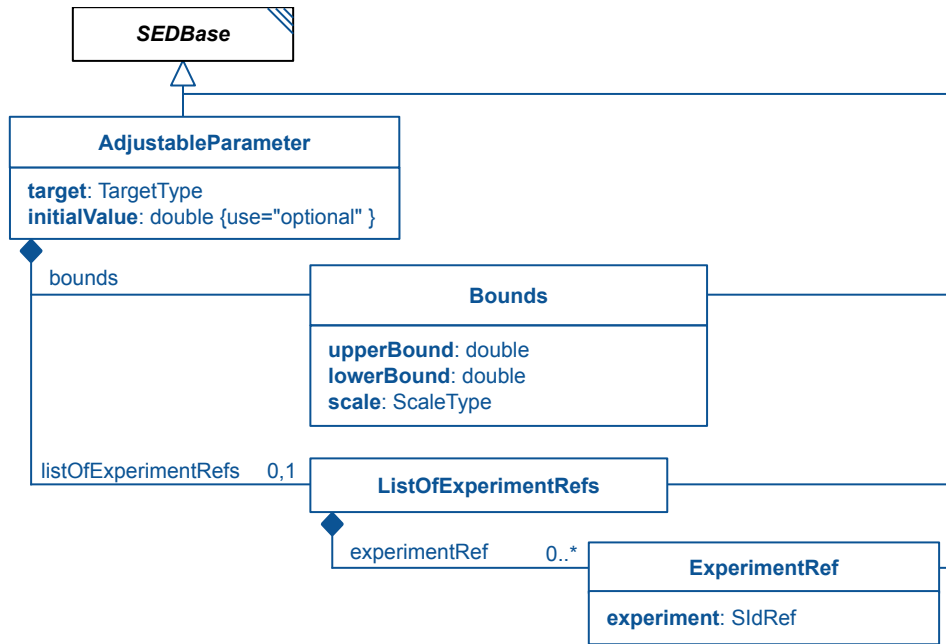 SEDBase
AdjustableParameter
target: TargetType
initialValue: double {use="optional" }
bounds
Bounds
upperBound: double
lowerBound: double
scale: ScaleType
listOfExperimentRefs 0,1
ListOfExperimentRefs
experimentRef 0..*
ExperimentRef
experiment: SIdRef